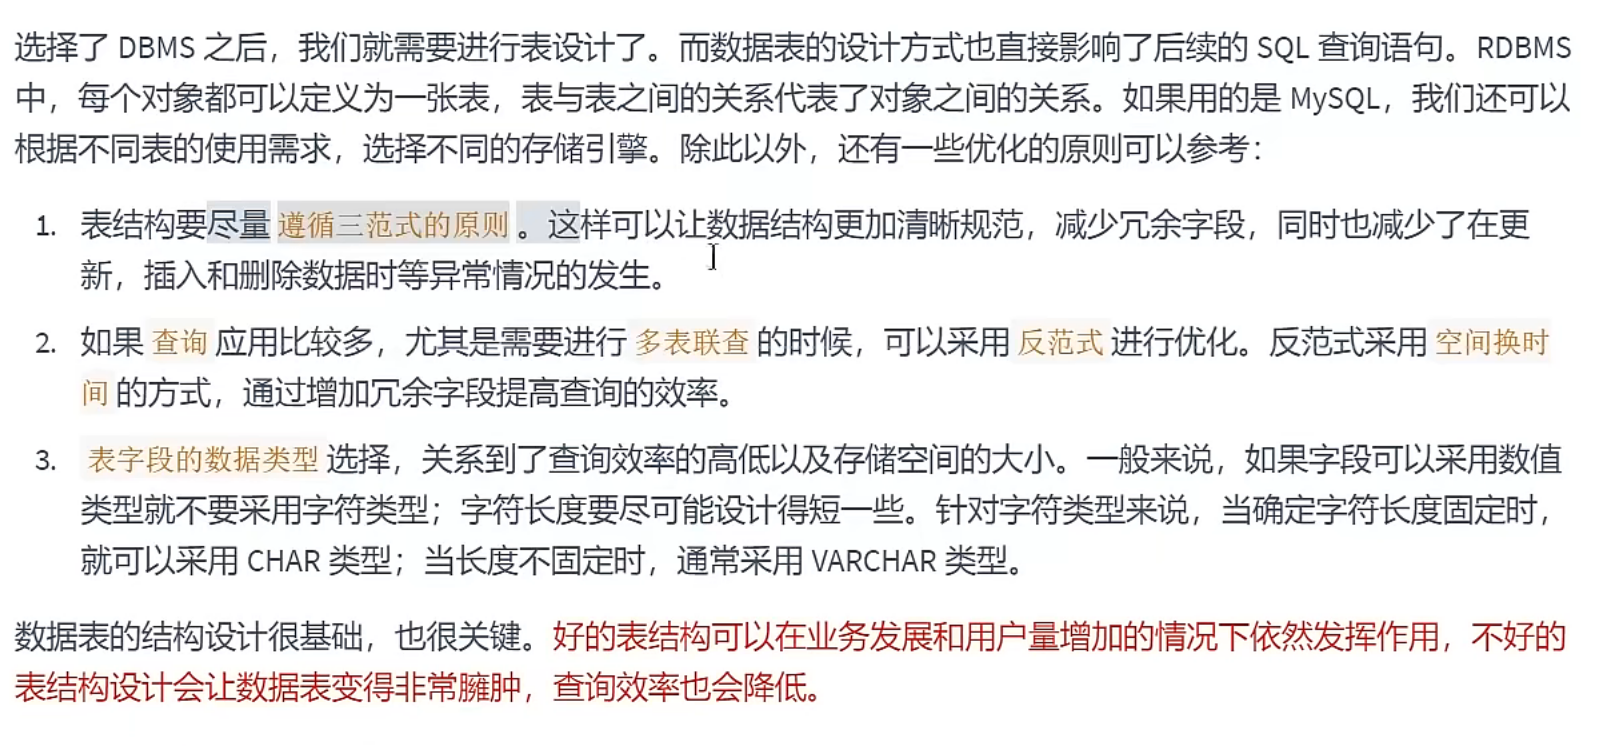 选择了 DBMS 之后，我们就需要进行表设计了。而数据表的设计方式也直接影响了后续的 SQL 查询语句。RDBMS
中，每个对象都可以定义为一张表，表与表之间的关系代表了对象之间的关系。如果用的是 MySQL，我们还可以
根据不同表的使用需求，选择不同的存储引擎。除此以外，还有一些优化的原则可以参考：
1. 表结构要尽量 遵循三范式的原则 。这样可以让数据结构更加清晰规范，减少冗余字段，同时也减少了在更
新，插入和删除数据时等异常情况的发生。
2. 如果 查询 应用比较多，尤其是需要进行 多表联查 的时候，可以采用 反范式 进行优化。反范式采用 空间换时
间 的方式，通过增加冗余字段提高查询的效率。
3. 表字段的数据类型 选择，关系到了查询效率的高低以及存储空间的大小。一般来说，如果字段可以采用数值
类型就不要采用字符类型；字符长度要尽可能设计得短一些。针对字符类型来说，当确定字符长度固定时，
就可以采用 CHAR 类型；当长度不固定时，通常采用 VARCHAR 类型。
数据表的结构设计很基础，也很关键。好的表结构可以在业务发展和用户量增加的情况下依然发挥作用，不好的
表结构设计会让数据表变得非常臃肿，查询效率也会降低。